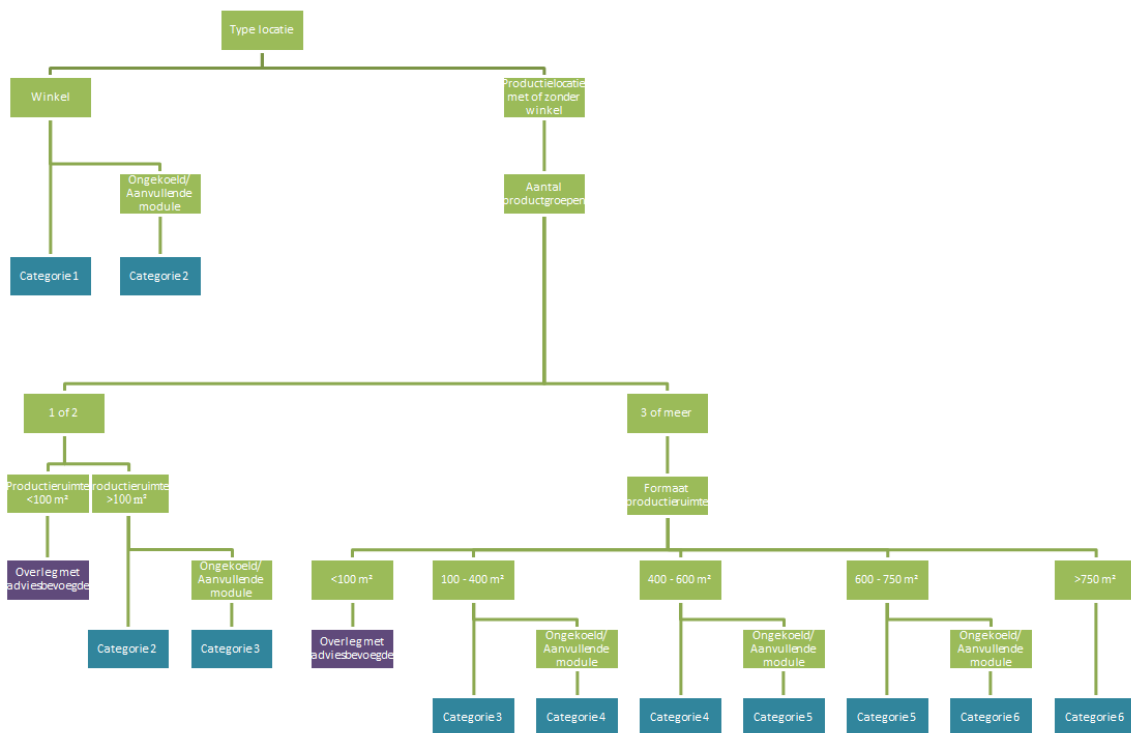 Type locatie
Winkel
Productielocatie
met of zonder
winkel
Ongekoeld/
Aanvullende
module
Aantal
productgroepen
Categorie 1
Categorie 2
1 of 2
3 of meer
Productieruimte
<100 m²
roductieruimte
>100 m²
Formaat
productieruimte
Overleg met
adviesbevoegde
Ongekoeld/
Aanvullende
module
<100 m²
100 - 400 m²
400 - 600 m²
600 - 750 m²
>750 m²
Categorie 2
Categorie 3
Overleg met
adviesbevoegde
Ongekoeld/
Aanvullende
module
Ongekoeld/
Aanvullende
module
Ongekoeld/
Aanvullende
module
Categorie 3
Categorie 4
Categorie 4
Categorie 5
Categorie 5
Categorie 6
Categorie 6